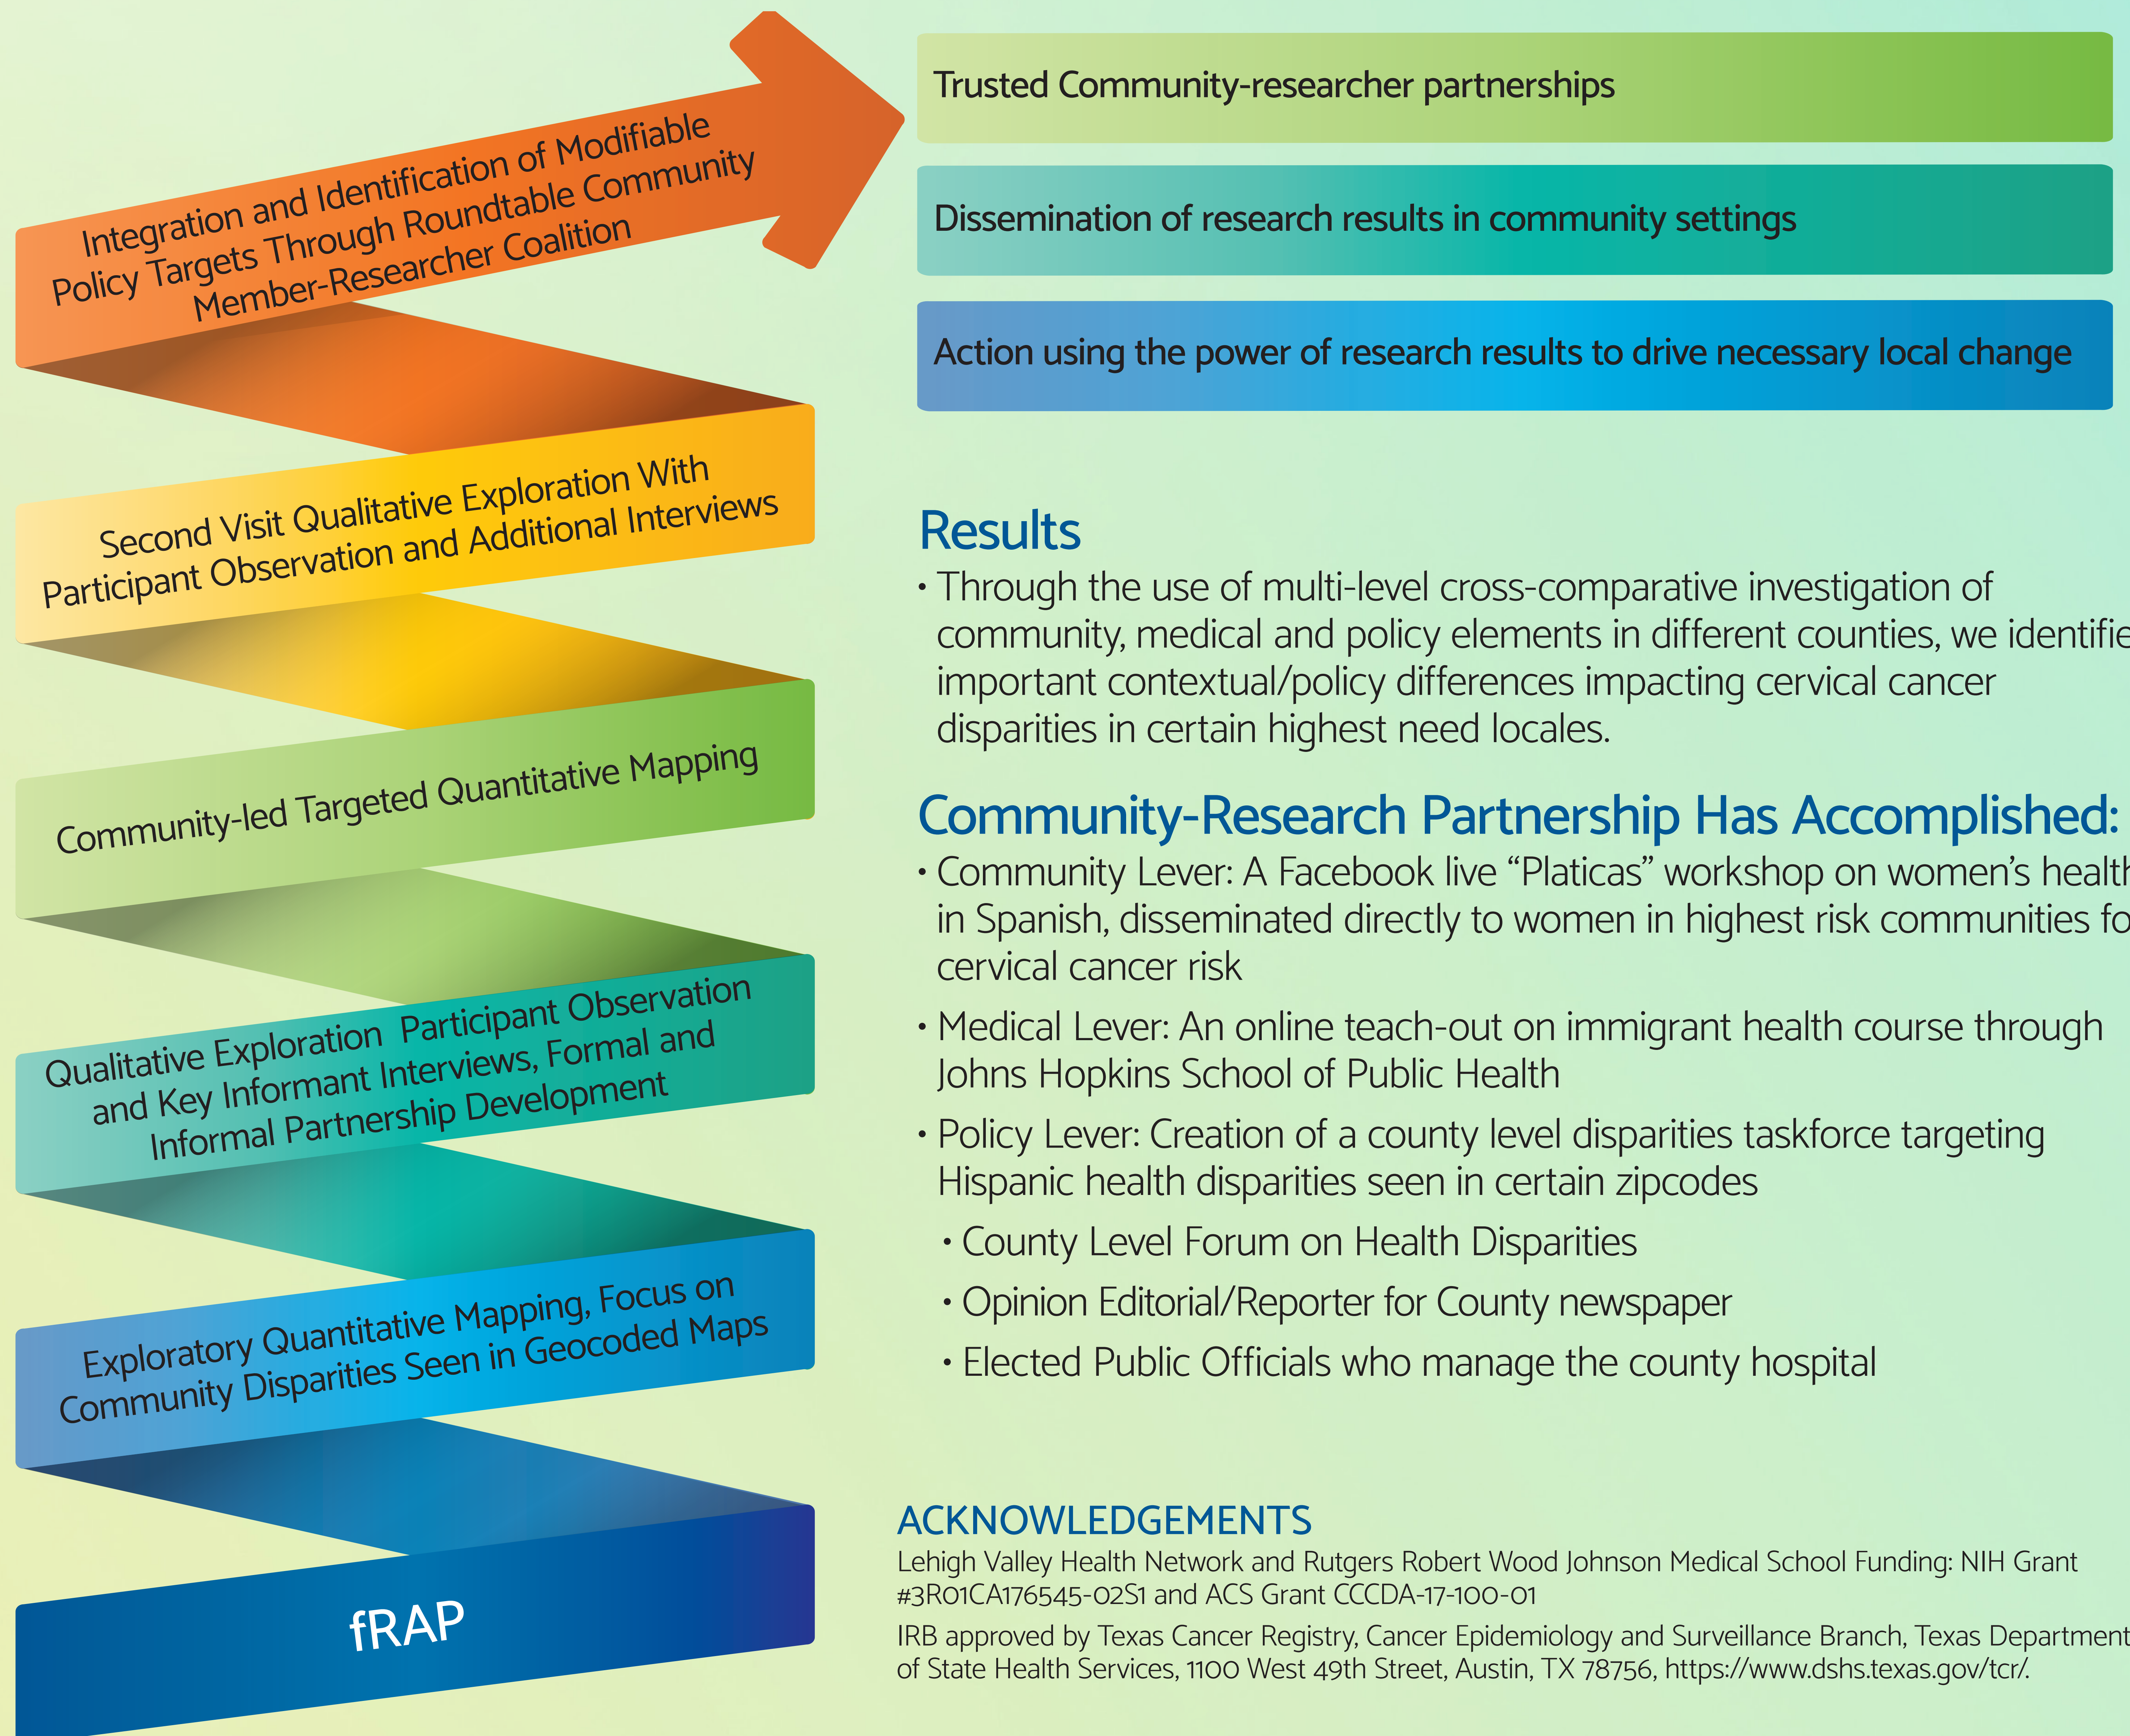 Integration and Identification of Modifiable
Policy Targets Through Roundtable Community
Member-Researcher Coalition
Second Visit Qualitative Exploration With
Participant Observation and Additional Interviews
Community-led Targeted Quantitative Mapping
Qualitative Exploration Participant Observation
and Key Informant Interviews, Formal and
Informal Partnership Development
Exploratory Quantitative Mapping, Focus on
Community Disparities Seen in Geocoded Maps
fRAP
Trusted Community-researcher partnerships
Dissemination of research results in community settings
Action using the power of research results to drive necessary local change
Results
• Through the use of multi-level cross-comparative investigation of
community, medical and policy elements in different counties, we identifie
important contextual/policy differences impacting cervical cancer
disparities in certain highest need locales.
Community-Research Partnership Has Accomplished:
• Community Lever: A Facebook live “Platicas” workshop on women’s health
in Spanish, disseminated directly to women in highest risk communities fo
cervical cancer risk
• Medical Lever: An online teach-out on immigrant health course through
Johns Hopkins School of Public Health
• Policy Lever: Creation of a county level disparities taskforce targeting
Hispanic health disparities seen in certain zipcodes
• County Level Forum on Health Disparities
• Opinion Editorial/Reporter for County newspaper
• Elected Public Officials who manage the county hospital
ACKNOWLEDGEMENTS
Lehigh Valley Health Network and Rutgers Robert Wood Johnson Medical School Funding: NIH Grant
#3R01CA176545-02S1 and ACS Grant CCCDA-17-100-01
IRB approved by Texas Cancer Registry, Cancer Epidemiology and Surveillance Branch, Texas Department
of State Health Services, 1100 West 49th Street, Austin, TX 78756, https://www.dshs.texas.gov/tcr/.